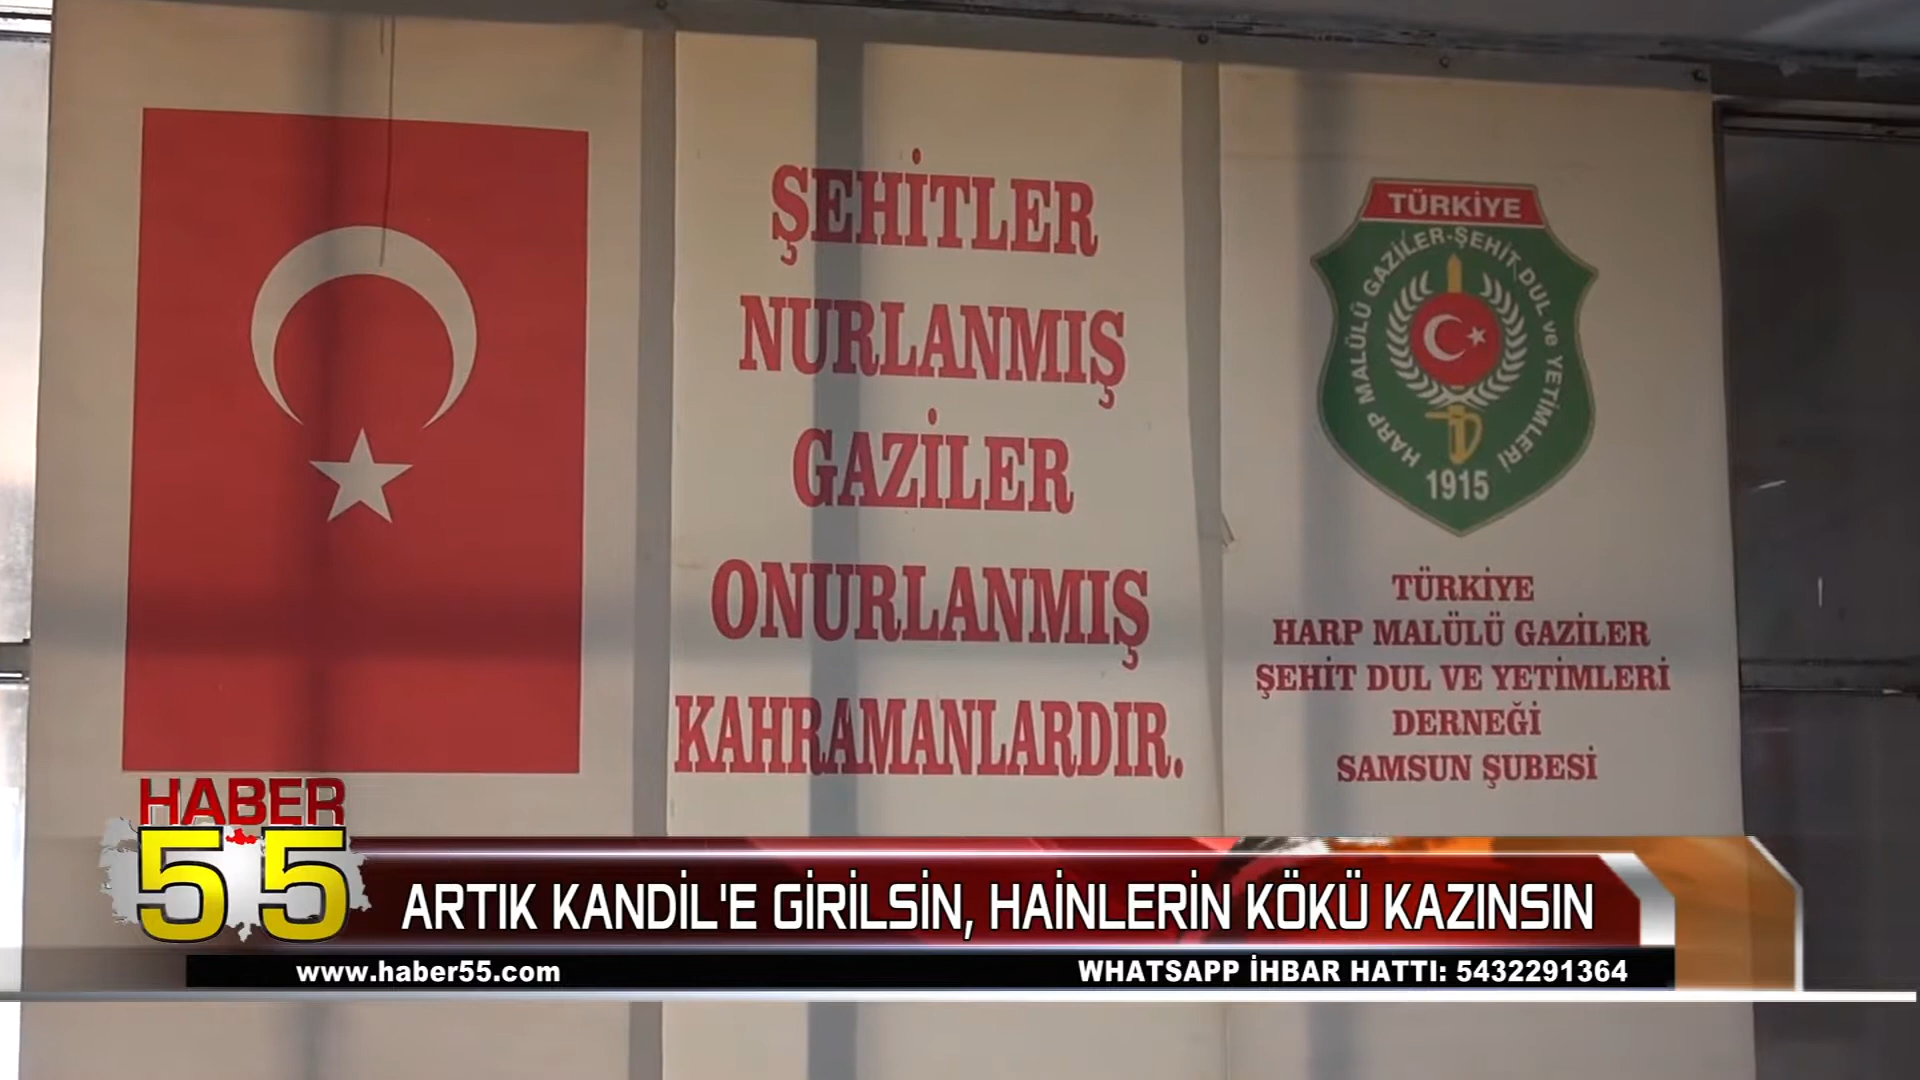 ŞEHİTLER
NURLANMIŞ
GAZİLER
ONURLANMIŞ
KAHRAMANLARDIR.
TÜRKİYE
HARP MALÜLÜ GAZİLER-ŞEHİT DUL ve YETİMLERİ
1915
TÜRKİYE
HARP MALÜLÜ GAZİLER
ŞEHİT DUL VE YETİMLERİ
DERNEĞİ
SAMSUN ŞUBESİ
HABER
55
ARTIK KANDİL'E GİRİLSİN, HAİNLERİN KÖKÜ KAZINSIN
www.haber55.com
WHATSAPP İHBAR HATTI: 5432291364